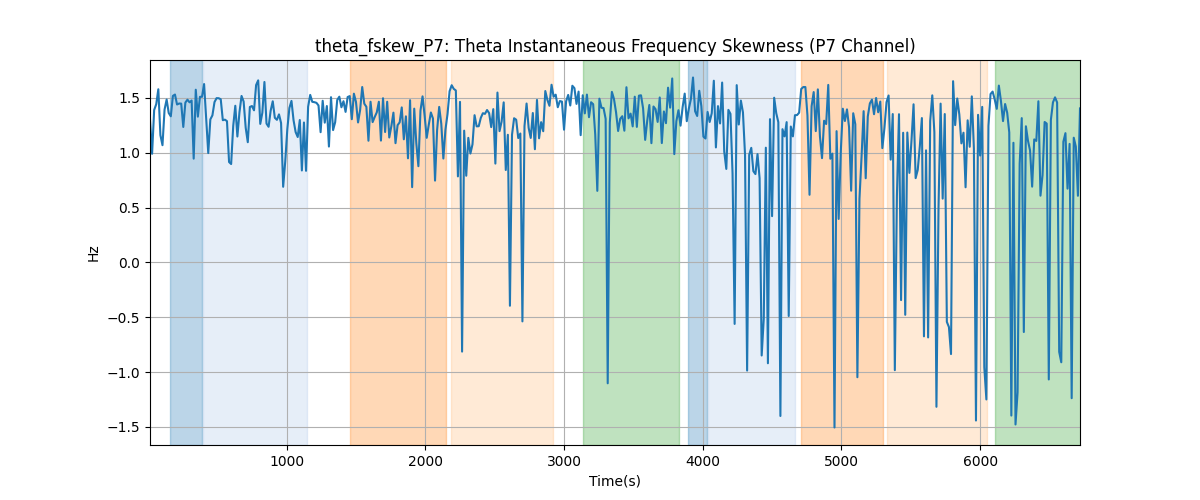 theta_fskew_P7: Theta Instantaneous Frequency Skewness (P7 Channel)
1.5
1.0
0.5
0.0
−0.5
−1.0
−1.5
Hz
1000 2000 3000 4000 5000 6000
Time(s)